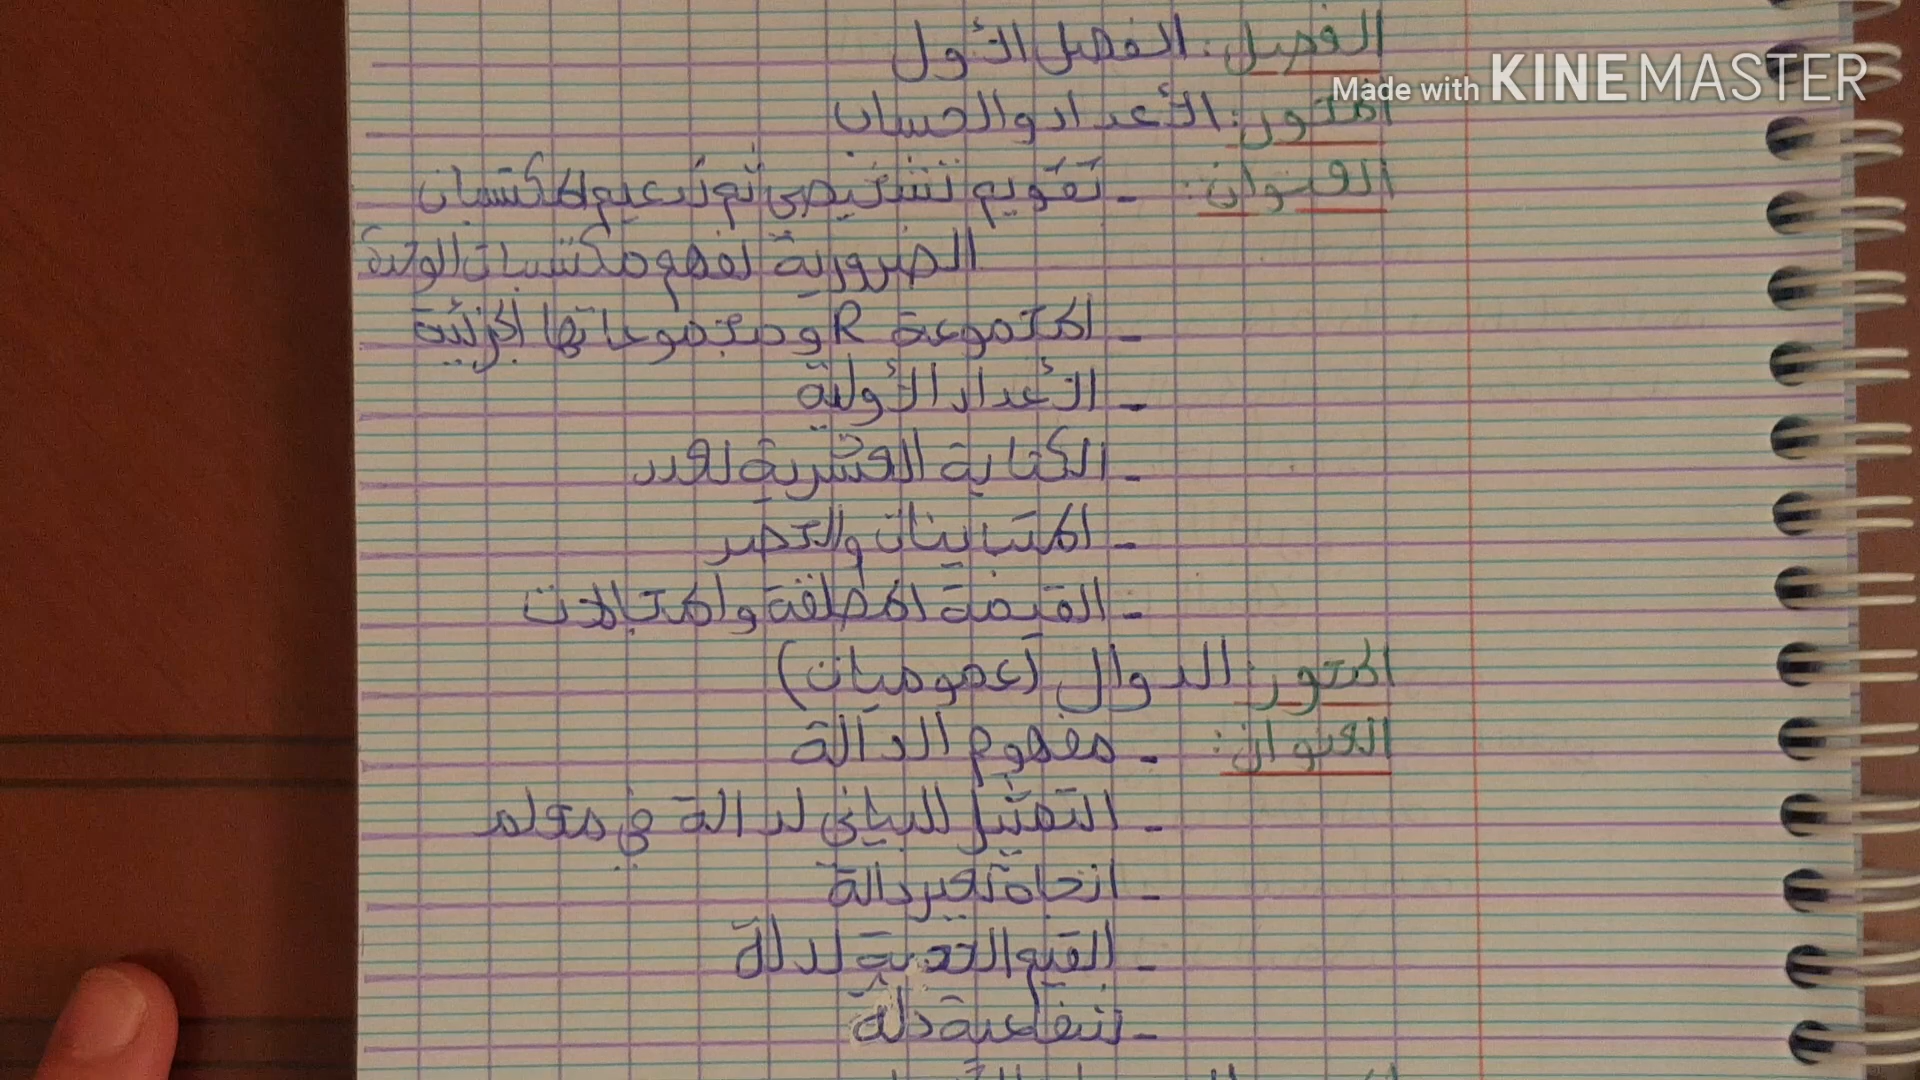 الفصل: الفصل الأول
Made with KINEMASTER
المحور: الأعداد والحساب
العنوان: - تقويم تشخيصي نوزع المكتسبات
الضرورية لفهم مكتسبات الوحدة
- المجموعة R ومجموعاتها الجزئية
- الأعداد الأولية
- الكتابة العشرية لعدد
- المتباينات والحصر
- القيمة المطلقة والمجالات
المحور: الدوال (عموميات)
العنوان: - مفهوم الدالة
- التمثيل البياني لدالة في معلم
- اتجاه تغير دالة
- القيم الحدية لدالة
- شفعية دالة